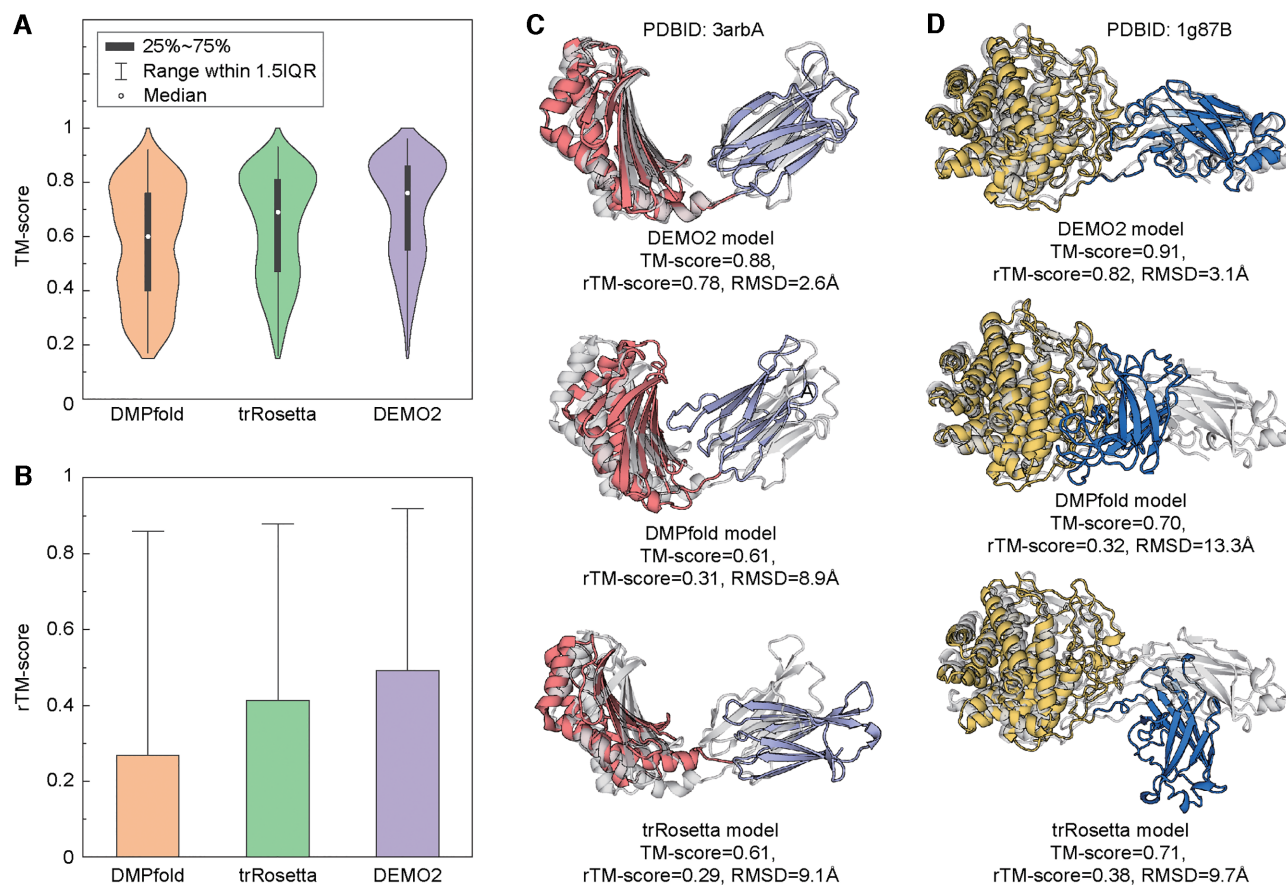 A
25%~75%
Range wthin 1.5IQR
Median
TM-score
1
0.8
0.6
0.4
0.2
0
DMPfold
trRosetta
DEMO2
B
rTM-score
1
0.8
0.6
0.4
0.2
0
DMPfold
trRosetta
DEMO2
C
PDBID: 3arbA
DEMO2 model
TM-score=0.88,
rTM-score=0.78, RMSD=2.6Å
A
DMPfold model
TM-score=0.61,
rTM-score=0.31, RMSD=8.9Å
trRosetta model
TM-score=0.61,
rTM-score=0.29, RMSD=9.1Å
D
PDBID: 1g87B
DEMO2 model
TM-score=0.91,
rTM-score=0.82, RMSD=3.1Å
DMPfold model
TM-score=0.70,
rTM-score=0.32, RMSD=13.3Å
trRosetta model
TM-score=0.71,
rTM-score=0.38, RMSD=9.7Å